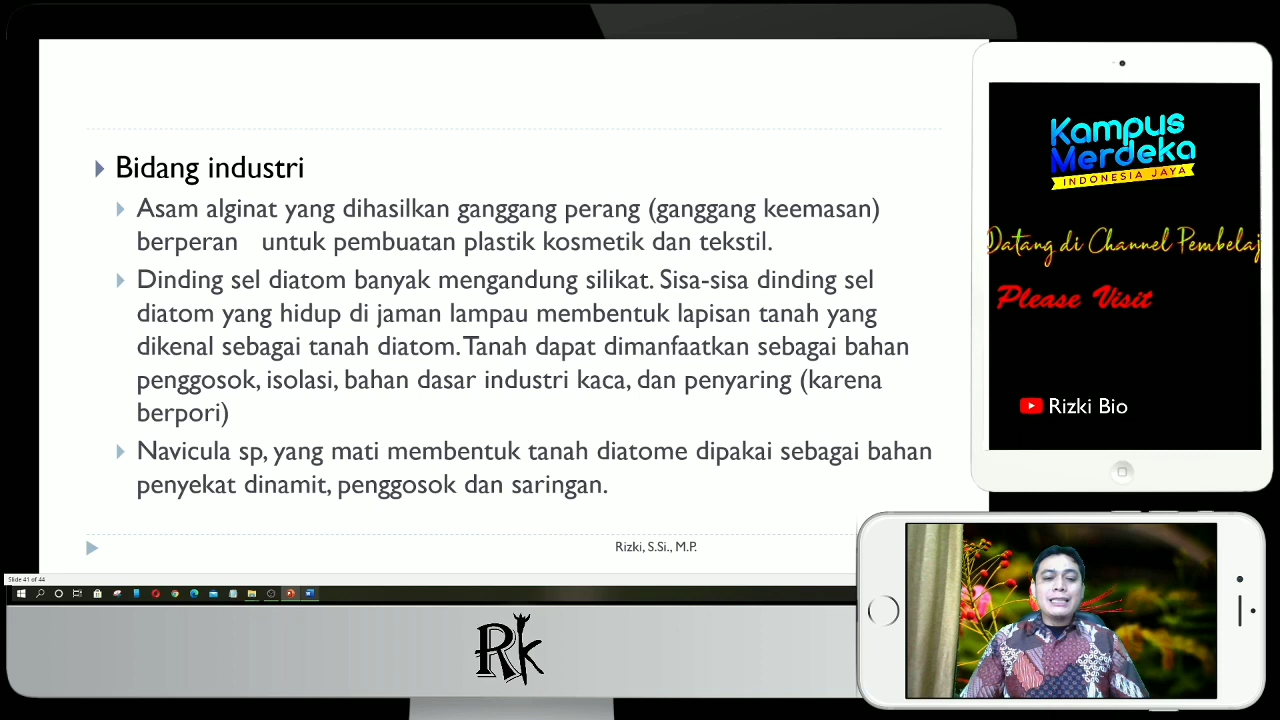 Bidang industri
Asam alginat yang dihasilkan ganggang perang (ganggang keemasan)
berperan untuk pembuatan plastik kosmetik dan tekstil.
Dinding sel diatom banyak mengandung silikat. Sisa-sisa dinding sel
diatom yang hidup di jaman lampau membentuk lapisan tanah yang
dikenal sebagai tanah diatom. Tanah dapat dimanfaatkan sebagai bahan
penggosok, isolasi, bahan dasar industri kaca, dan penyaring (karena
berpori)
Navicula sp, yang mati membentuk tanah diatome dipakai sebagai bahan
penyekat dinamit, penggosok dan saringan.
Rizki, S.Si., M.P.
Slide 41 of 44
Rk
Kampus
Merdeka
INDONESIA JAYA
Datang di Channel Pembelaj
Please Visit
Rizki Bio